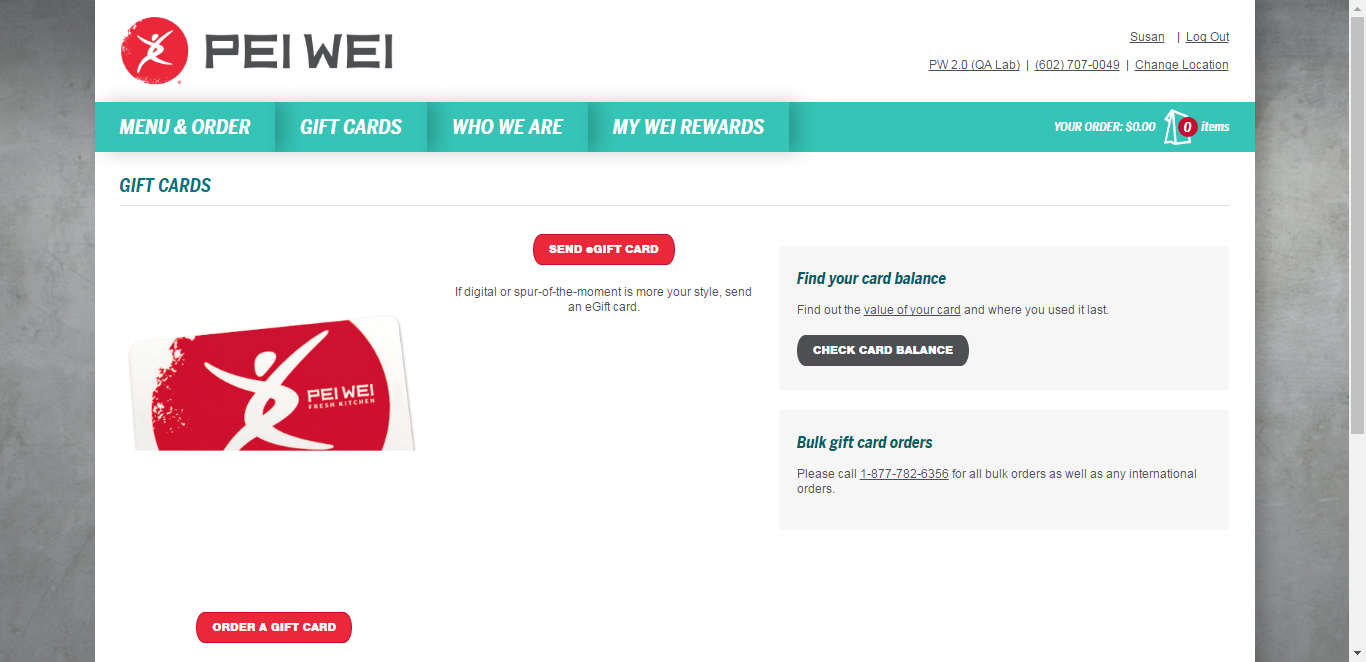 PEI WEI
Susan | Log Out
PW 2.0 (QA Lab) | (602) 707-0049 | Change Location
MENU & ORDER GIFT CARDS WHO WE ARE MY WEI REWARDS YOUR ORDER: $0.00 0 items
GIFT CARDS
SEND eGIFT CARD
If digital or spur-of-the-moment is more your style, send
an eGift card.
PEI WEI
FRESH KITCHEN
ORDER A GIFT CARD
Find your card balance
Find out the value of your card and where you used it last.
CHECK CARD BALANCE
Bulk gift card orders
Please call 1-877-782-6356 for all bulk orders as well as any international
orders.